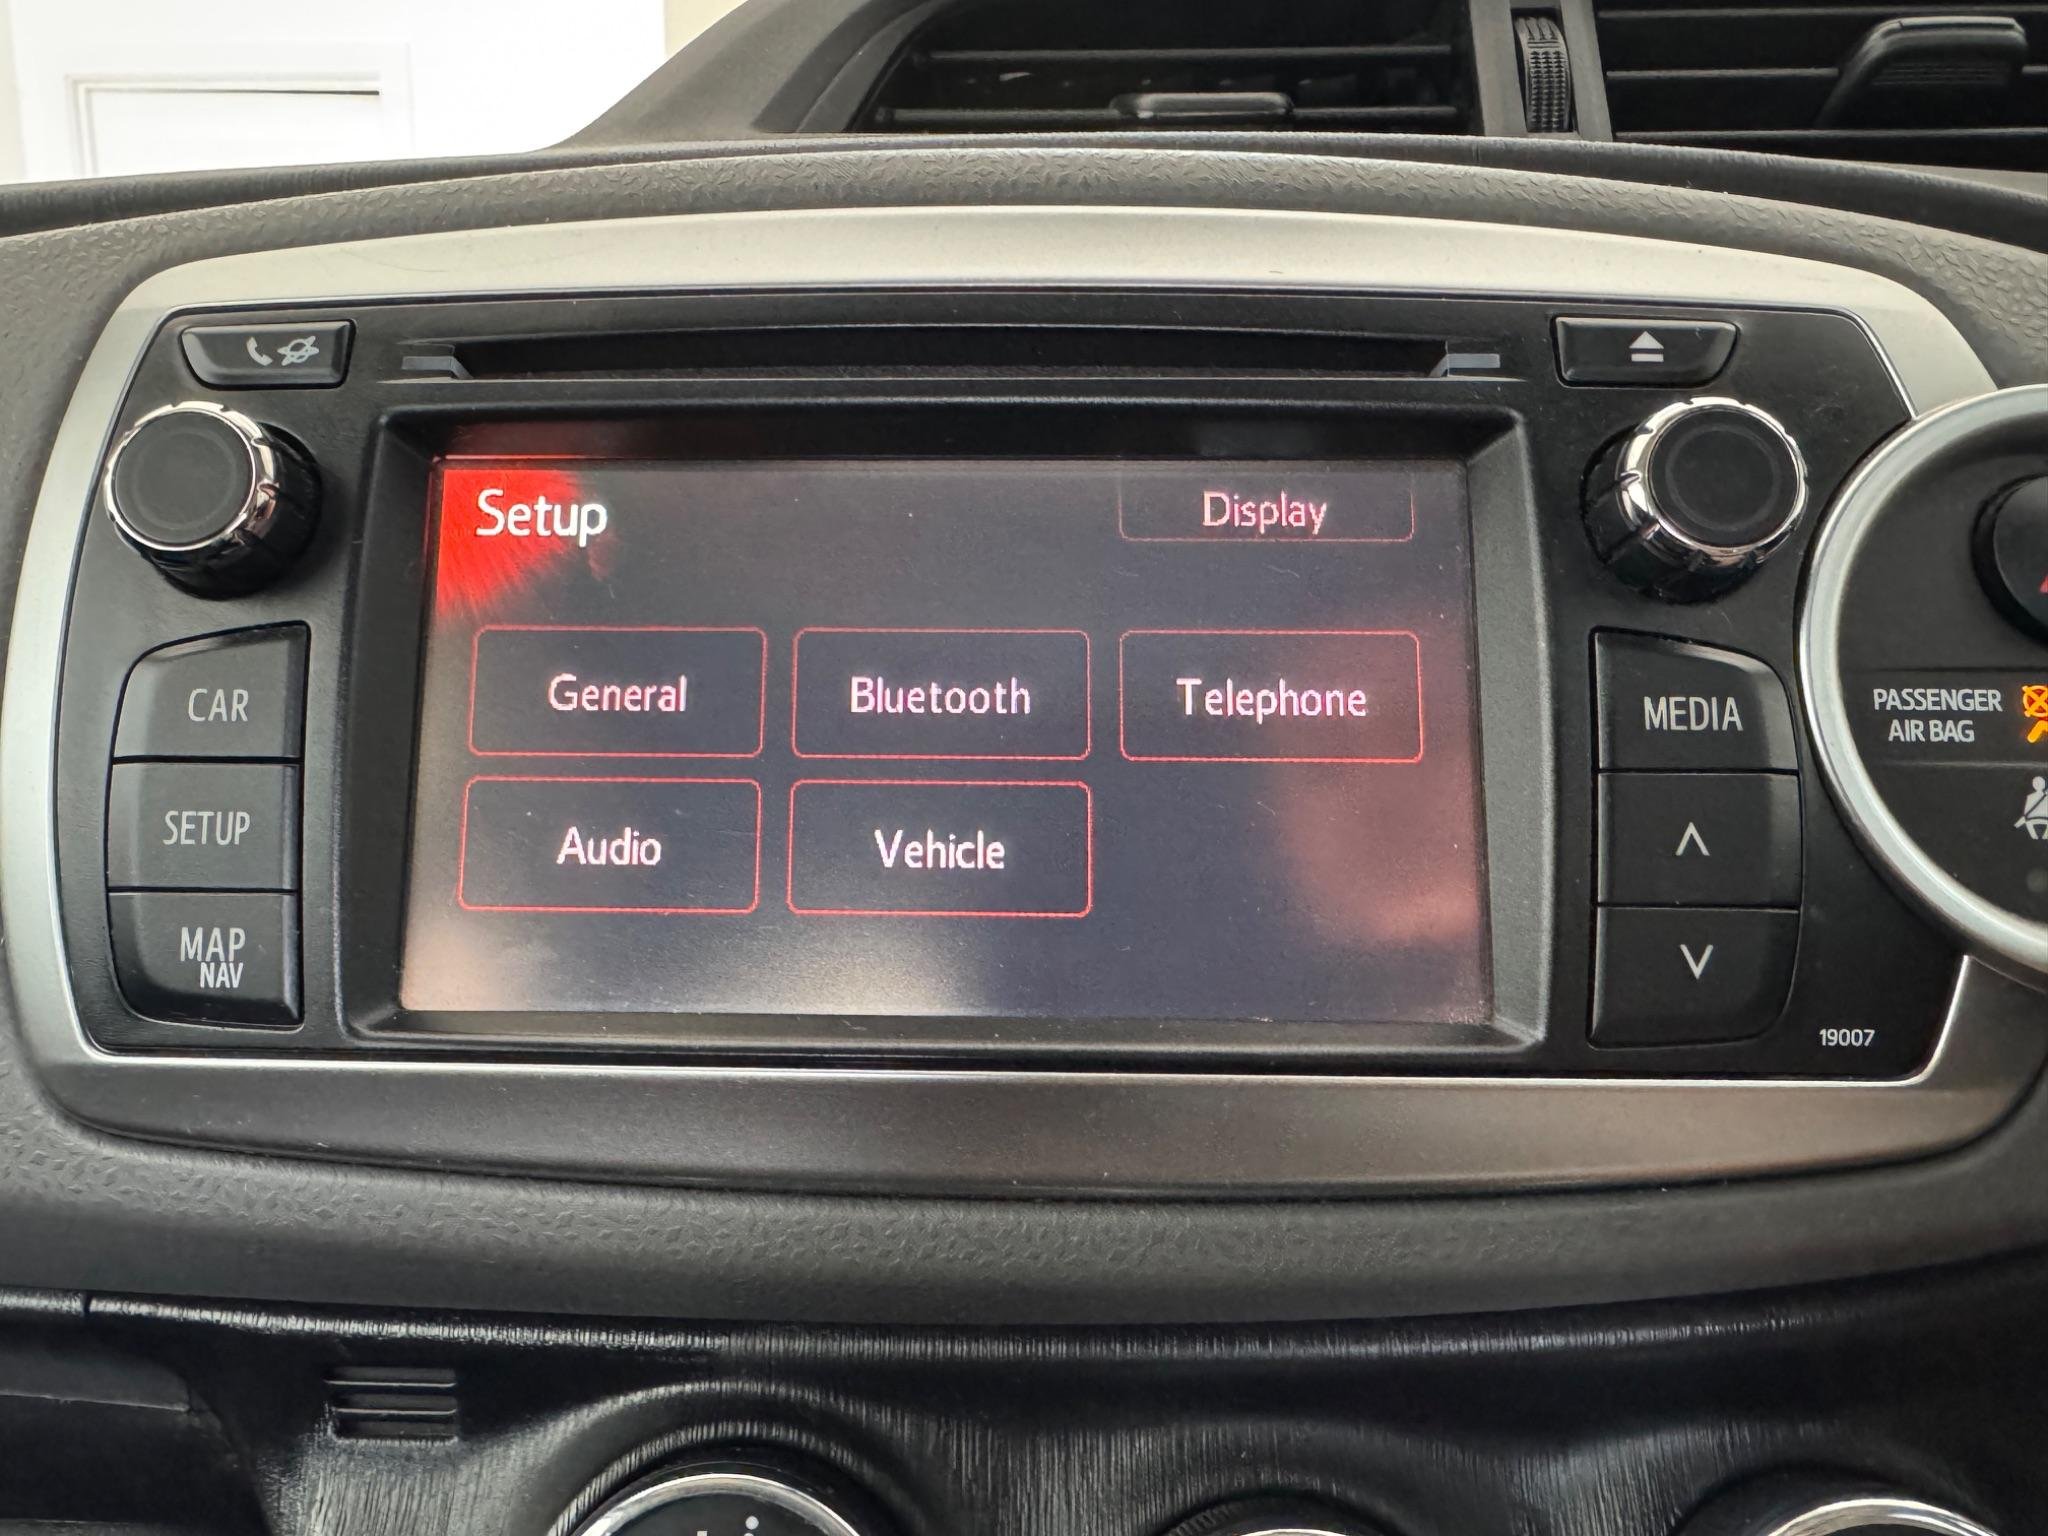 Setup
Display
General
Bluetooth
Telephone
Audio
Vehicle
CAR
SETUP
MAP
NAV
MEDIA
19007
PASSENGER
AIR BAG